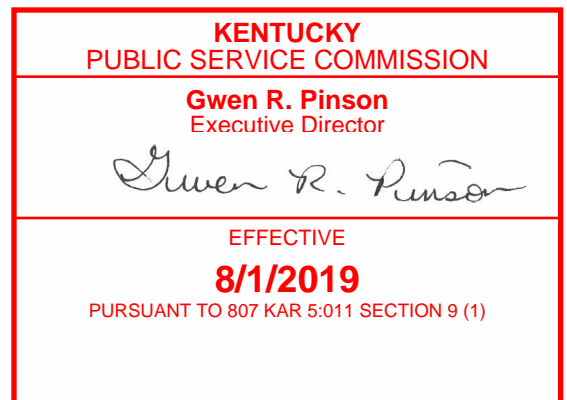 KENTUCKY
PUBLIC SERVICE COMMISSION
Gwen R. Pinson
Executive Director
Gwen R. Pinson
EFFECTIVE
8/1/2019
PURSUANT TO 807 KAR 5:011 SECTION 9 (1)